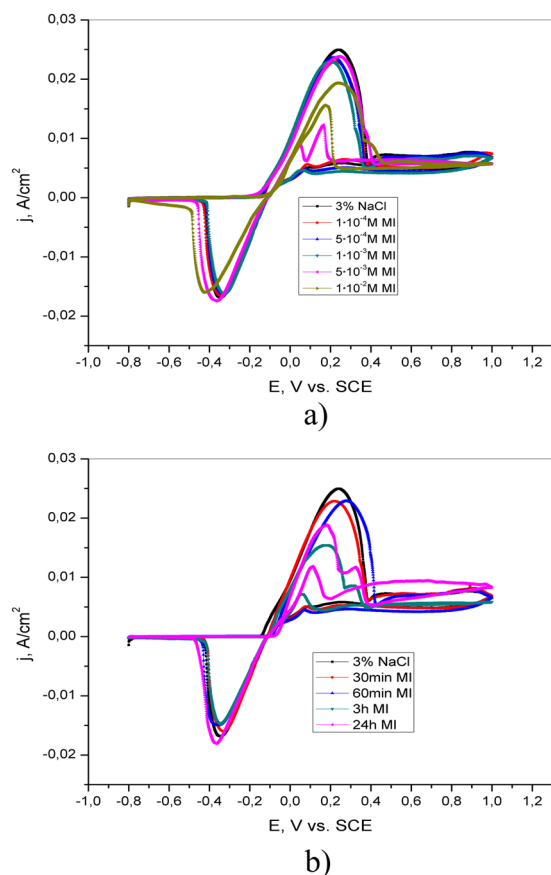 0,03
0,02
0,01
0,00
-0,01
-0,02
j, A/cm²
3% NaCl
1·10⁻⁴M MI
5·10⁻⁴M MI
1·10⁻³M MI
5·10⁻³M MI
1·10⁻²M MI
-1,0 -0,8 -0,6 -0,4 -0,2 0,0 0,2 0,4 0,6 0,8 1,0 1,2
E, V vs. SCE
a)
0,03
0,02
0,01
0,00
-0,01
-0,02
j, A/cm²
3% NaCl
30min MI
60min MI
3h MI
24h MI
-1,0 -0,8 -0,6 -0,4 -0,2 0,0 0,2 0,4 0,6 0,8 1,0 1,2
E, V vs. SCE
b)